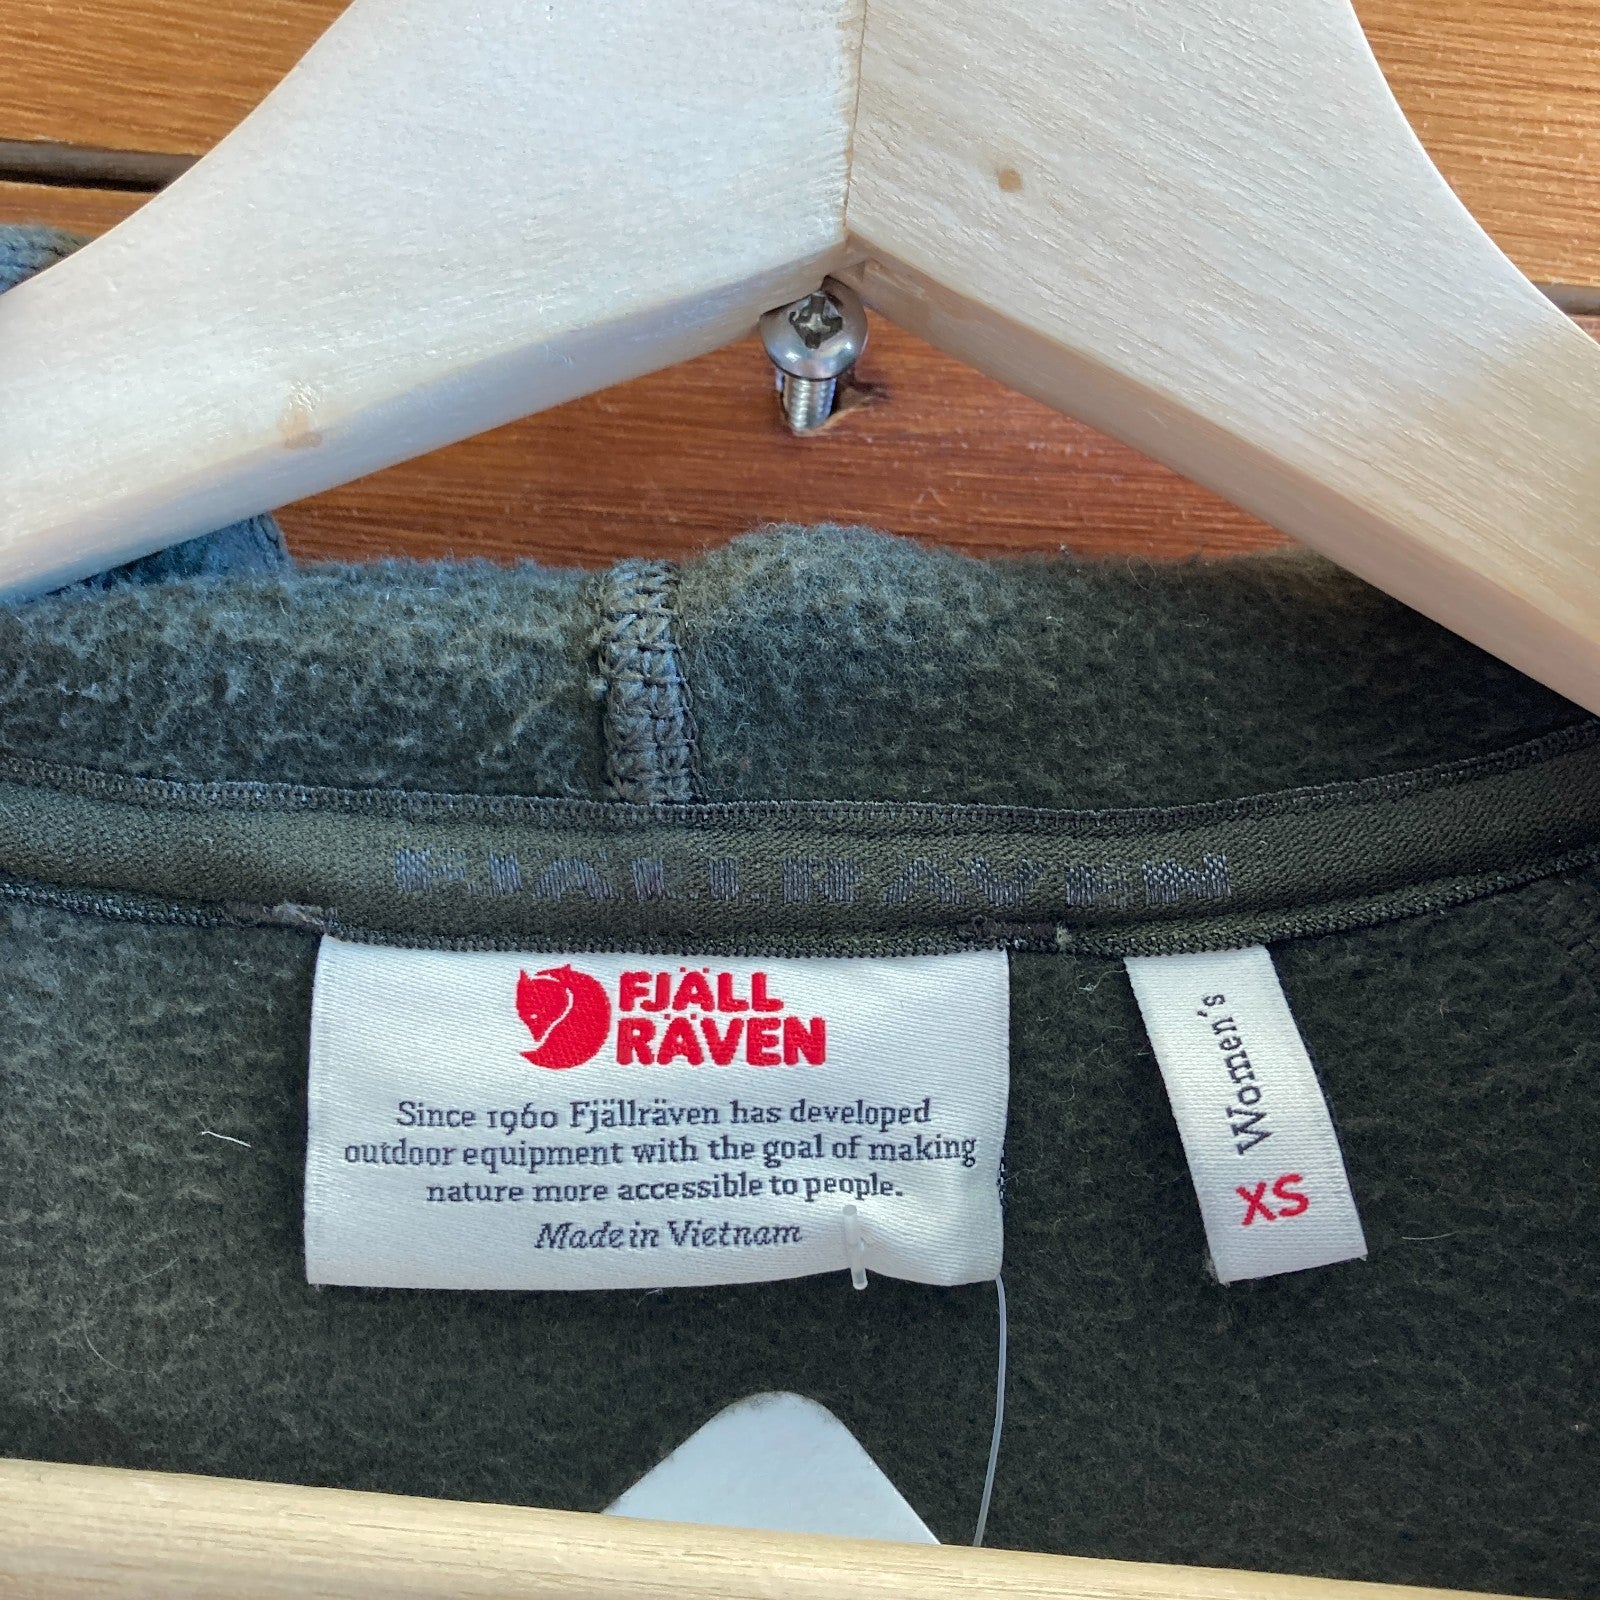 FJÄLLRÄVEN
FJÄLL
RÄVEN
Since 1960 Fjällräven has developed
outdoor equipment with the goal of making
nature more accessible to people.
Made in Vietnam
Women's
XS